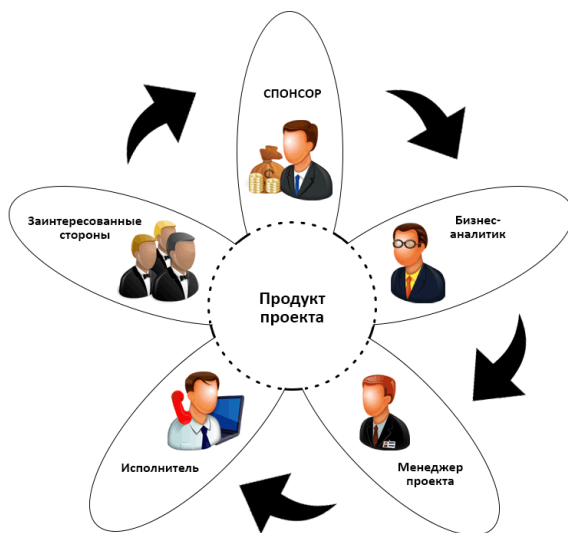 СПОНСОР
Бизнес-
аналитик
Менеджер
проекта
Исполнитель
Заинтересованные
стороны
Продукт
проекта